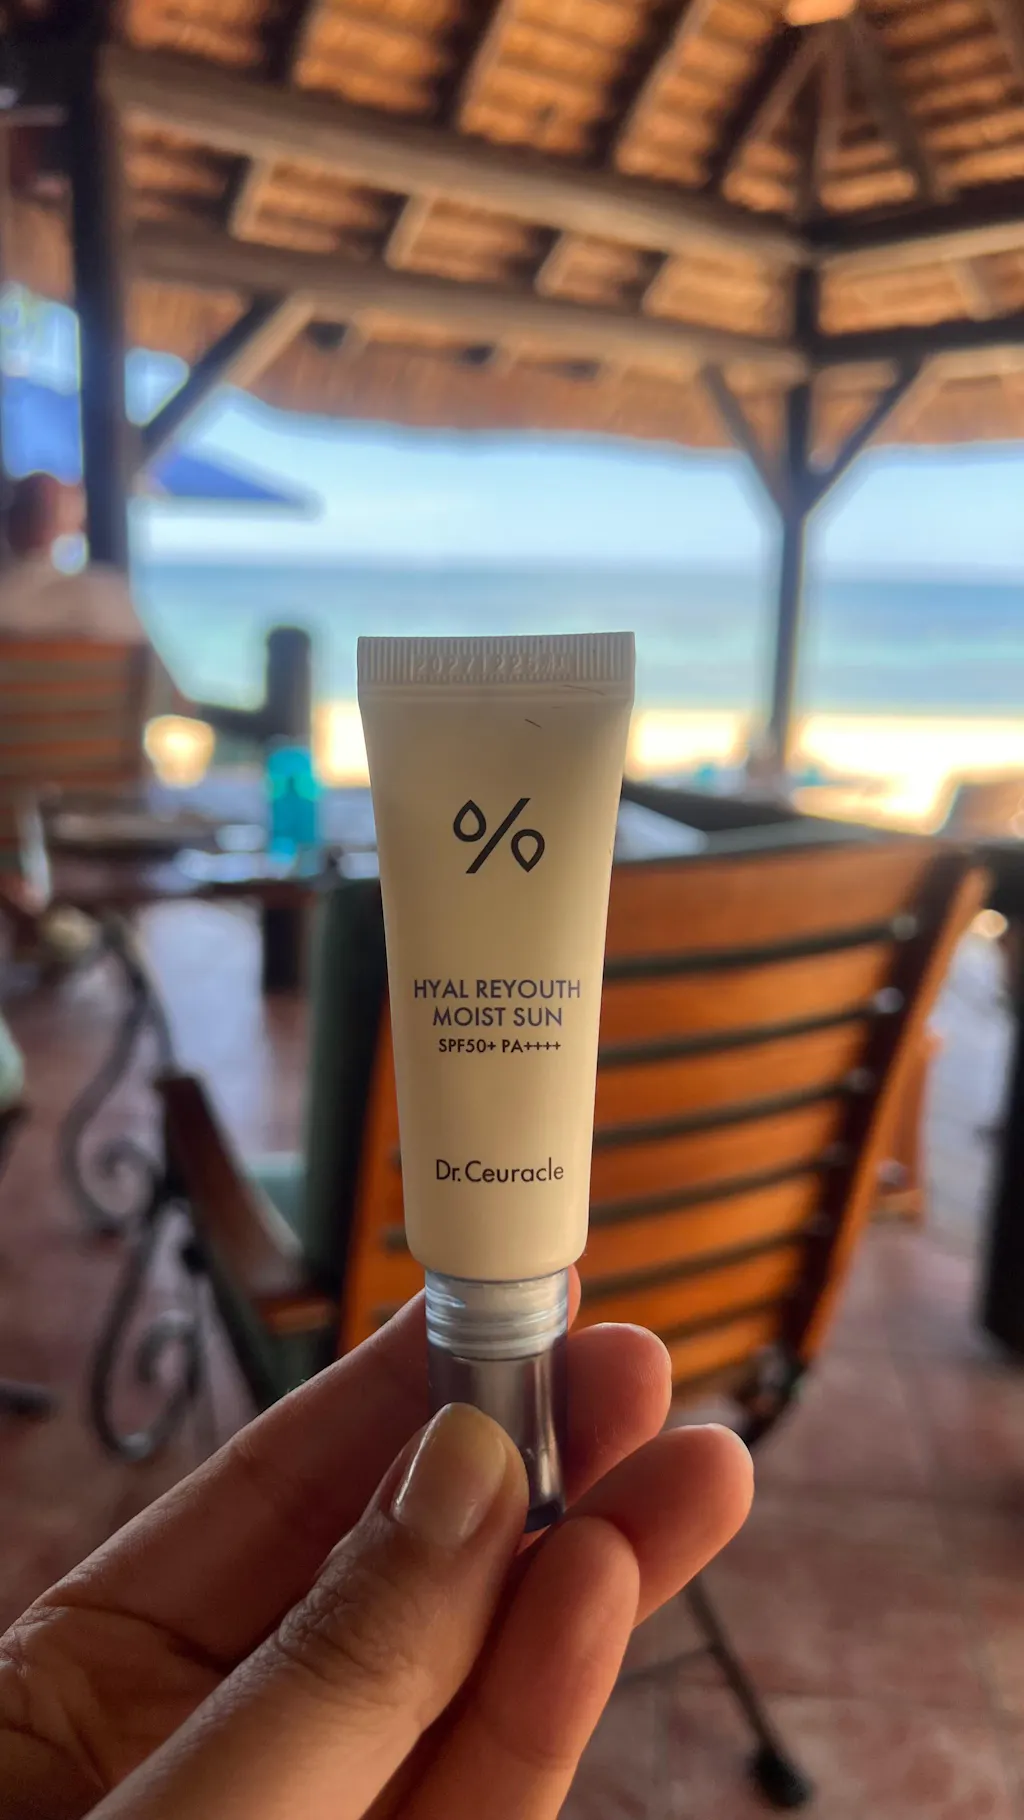 %
HYAL REYOUTH
MOIST SUN
SPF50+ PA++++
Dr.Ceuracle